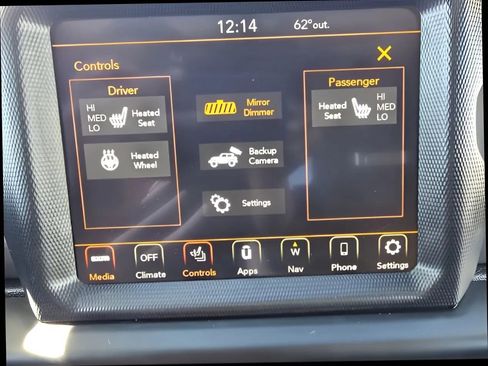 12:14
62°out.
Controls
X
Driver
HI
MED
LO
Heated
Seat
Heated
Wheel
Mirror
Dimmer
Backup
Camera
Settings
Passenger
Heated
Seat
HI
MED
LO
Media
OFF
Climate
Controls
Apps
W
Nav
Phone
Settings